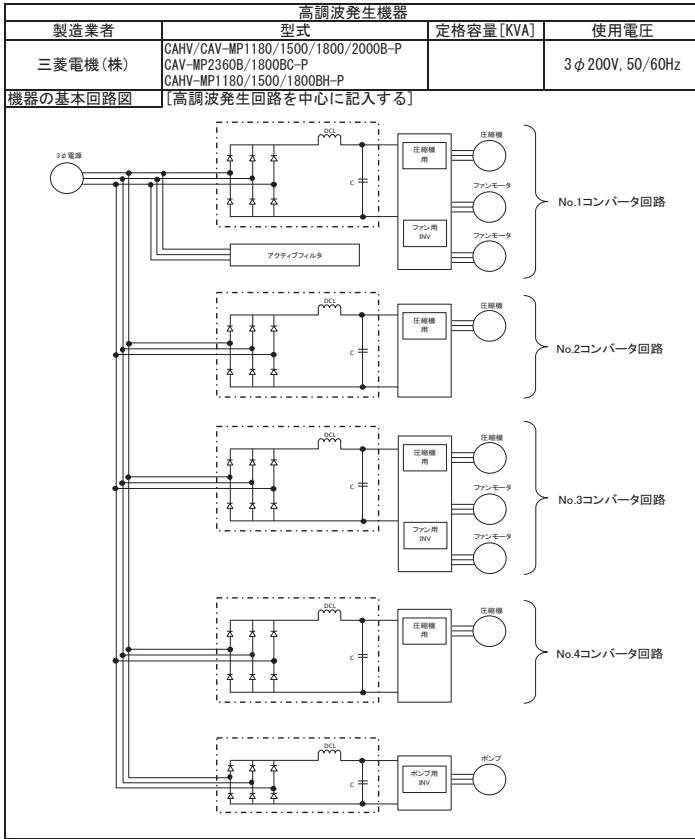 高調波発生機器
製造業者 型式 定格容量[KVA] 使用電圧
三菱電機(株)
CAHV/CAV-MP1180/1500/1800/2000B-P
CAV-MP2360B/1800BC-P
CAHV-MP1180/1500/1800BH-P
3φ200V,50/60Hz
機器の基本回路図 [高調波発生回路を中心に記入する]
3φ電源
DCL
C
圧縮機
用
圧縮機
ファンモータ
ファン用
INV
ファンモータ
アクティブフィルタ
No.1コンバータ回路
DCL
C
圧縮機
用
圧縮機
No.2コンバータ回路
DCL
C
圧縮機
用
圧縮機
ファンモータ
ファン用
INV
ファンモータ
No.3コンバータ回路
DCL
C
圧縮機
用
圧縮機
No.4コンバータ回路
DCL
C
ポンプ用
INV
ポンプ